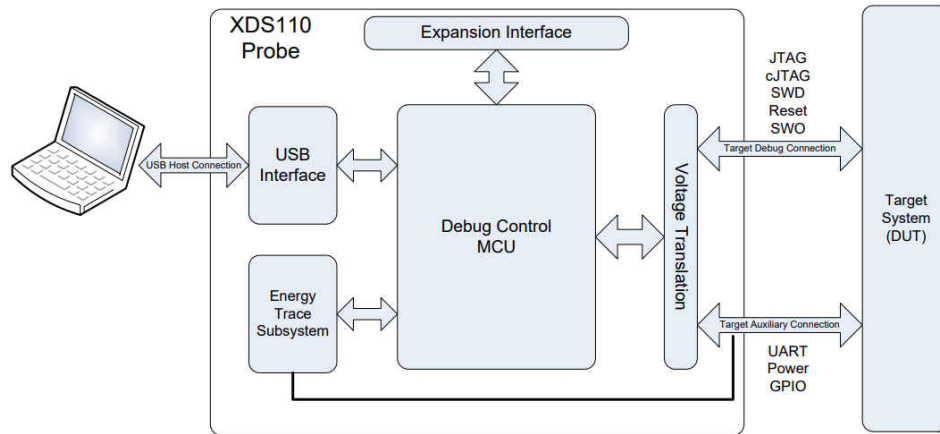 XDS110
Probe
Expansion Interface
JTAG
cJTAG
SWD
Reset
SWO
USB Host Connection
USB
Interface
Debug Control
MCU
Voltage Translation
Target Debug Connection
Target
System
(DUT)
Energy
Trace
Subsystem
Target Auxiliary Connection
UART
Power
GPIO